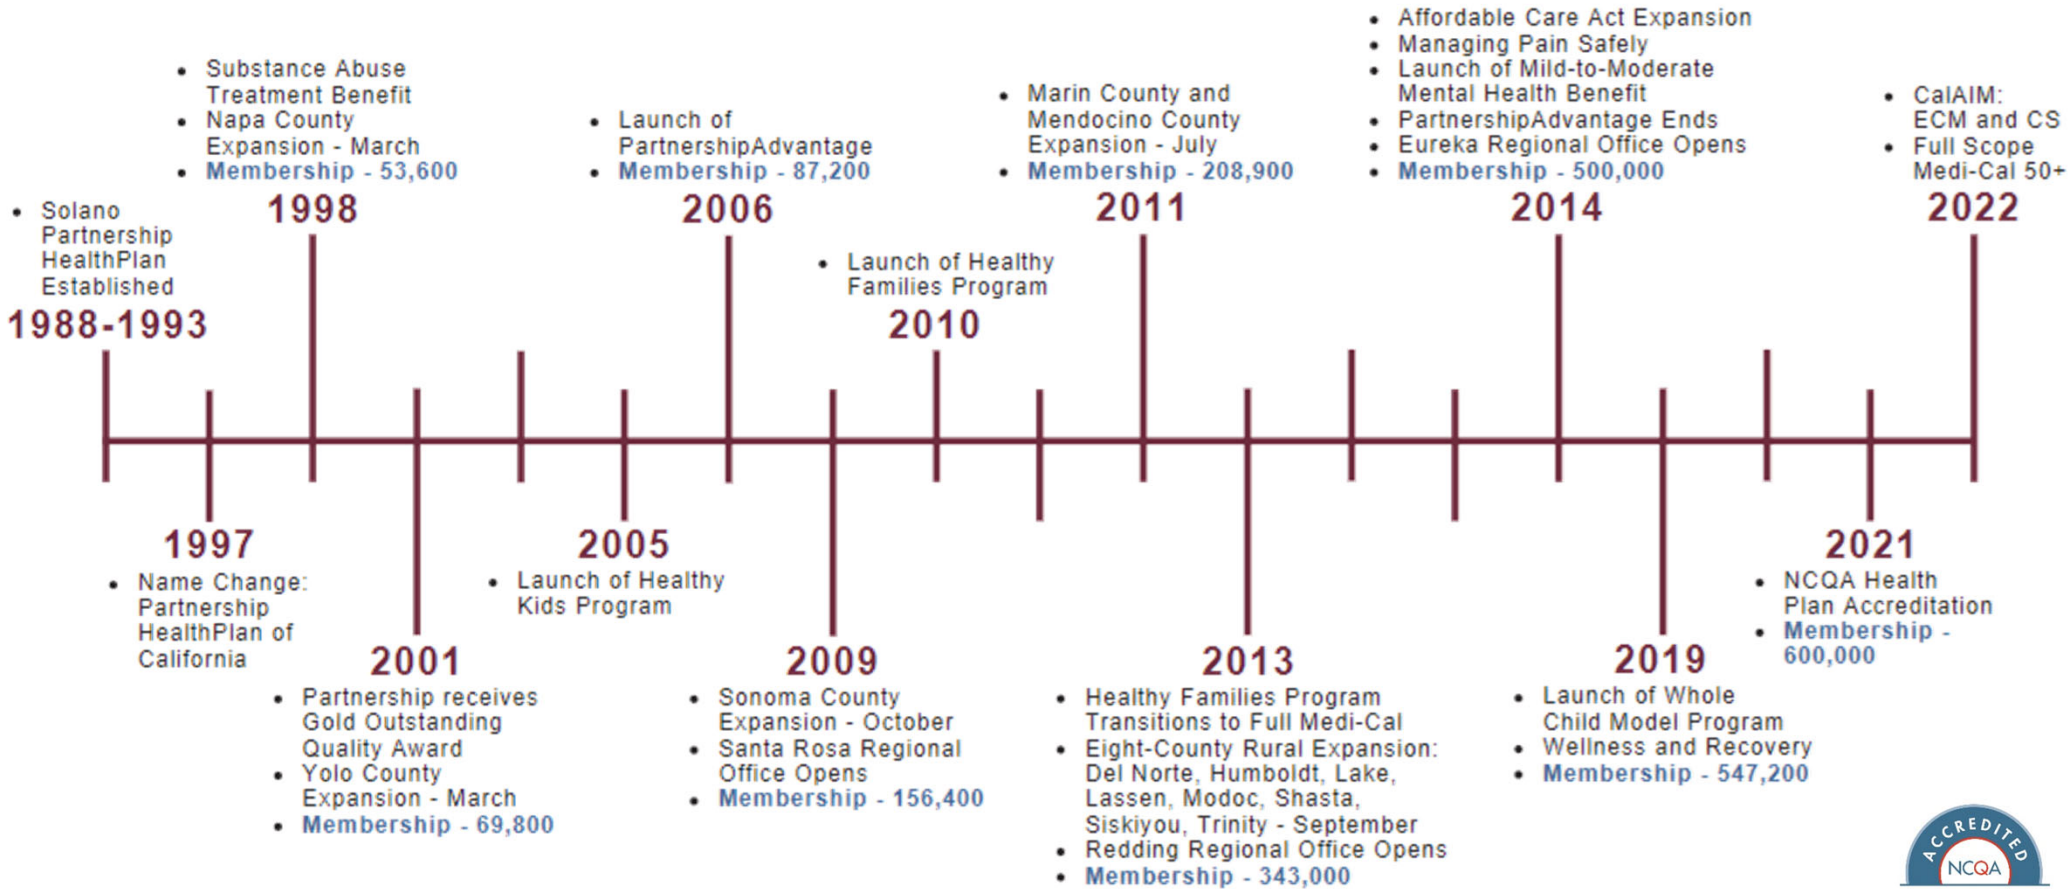 • Solano
Partnership
HealthPlan
Established
1988-1993
1997
• Name Change:
Partnership
HealthPlan of
California
• Substance Abuse
Treatment Benefit
• Napa County
Expansion - March
• Membership - 53,600
1998
2001
• Partnership receives
Gold Outstanding
Quality Award
• Yolo County
Expansion - March
• Membership - 69,800
2005
• Launch of Healthy
Kids Program
• Launch of
PartnershipAdvantage
• Membership - 87,200
2006
2009
• Sonoma County
Expansion - October
• Santa Rosa Regional
Office Opens
• Membership - 156,400
• Launch of Healthy
Families Program
2010
• Marin County and
Mendocino County
Expansion - July
• Membership - 208,900
2011
2013
• Healthy Families Program
Transitions to Full Medi-Cal
• Eight-County Rural Expansion:
Del Norte, Humboldt, Lake,
Lassen, Modoc, Shasta,
Siskiyou, Trinity - September
• Redding Regional Office Opens
• Membership - 343,000
• Affordable Care Act Expansion
• Managing Pain Safely
• Launch of Mild-to-Moderate
Mental Health Benefit
• PartnershipAdvantage Ends
• Eureka Regional Office Opens
• Membership - 500,000
2014
2019
• Launch of Whole
Child Model Program
• Wellness and Recovery
• Membership - 547,200
2021
• NCQA Health
Plan Accreditation
• Membership -
600,000
• CalAIM:
ECM and CS
• Full Scope
Medi-Cal 50+
2022
ACCREDITED
NCQA